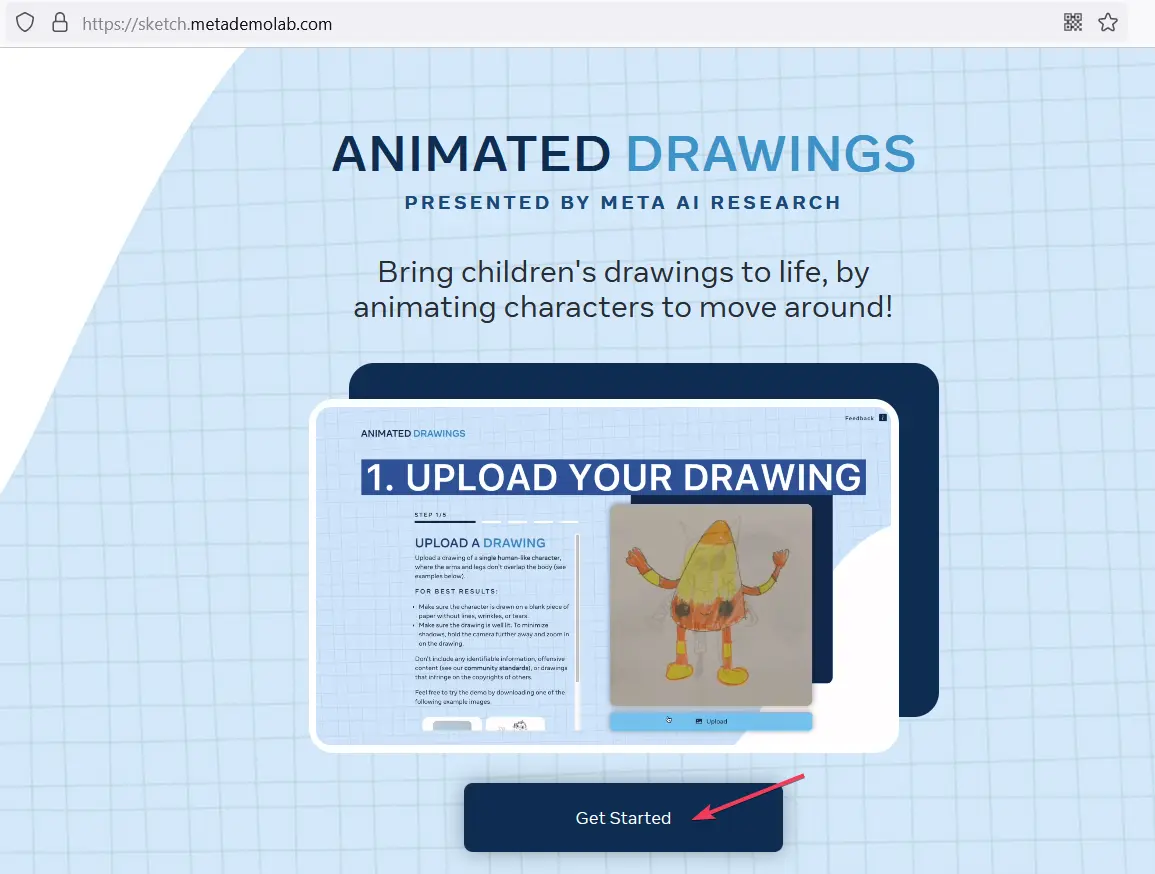 https://sketch.metademolab.com
ANIMATED DRAWINGS
PRESENTED BY META AI RESEARCH
Bring children's drawings to life, by
animating characters to move around!
Feedback
ANIMATED DRAWINGS
1. UPLOAD YOUR DRAWING
STEP 1/5
UPLOAD A DRAWING
Upload a drawing of a single human-like character,
where the arms and legs don't overlap the body (see
examples below).
FOR BEST RESULTS:
• Make sure the character is drawn on a blank piece of
paper without lines, wrinkles, or tears.
• Make sure the drawing is well lit. To minimize
shadows, hold the camera further away and zoom in
on the drawing.
Don't include any identifiable information, offensive
content (see our community standards), or drawings
that infringe on the copyrights of others.
Feel free to try the demo by downloading one of the
following example images
Upload
Get Started